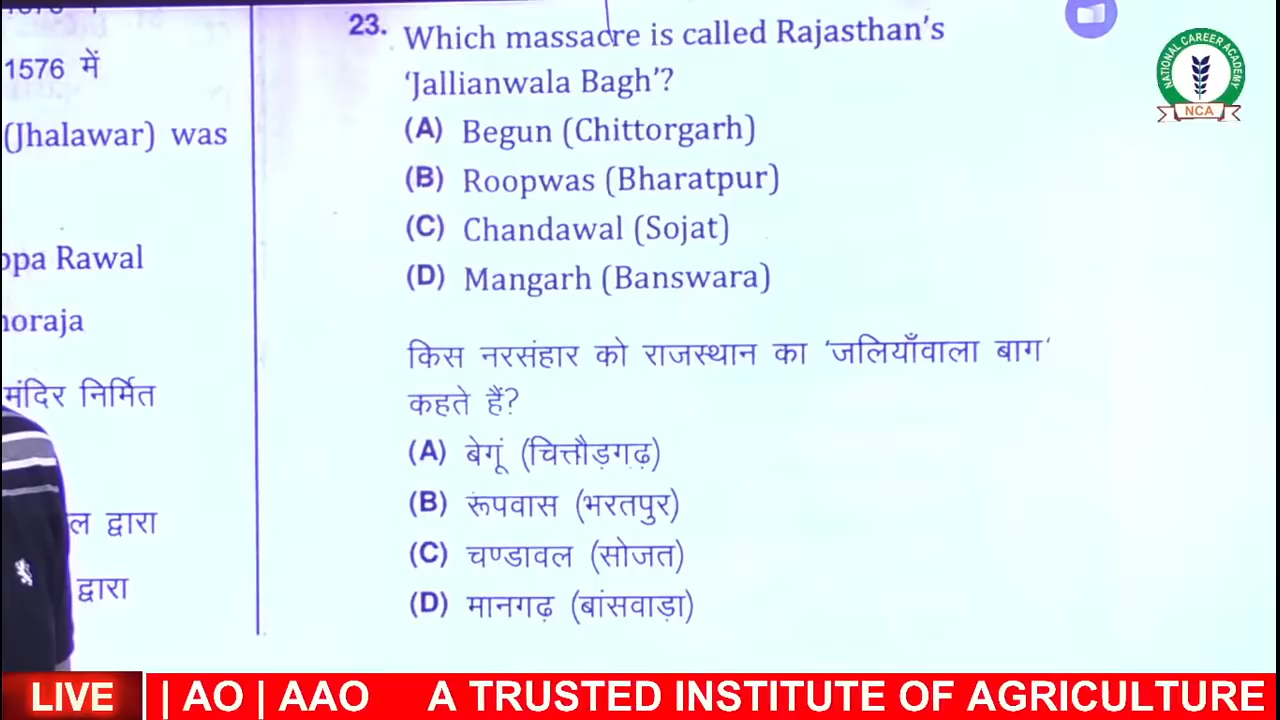 1576 में
(Jhalawar) was
ppa Rawal
horaja
मंदिर निर्मित
ल द्वारा
द्वारा
23. Which massacre is called Rajasthan's
'Jallianwala Bagh'?
(A) Begun (Chittorgarh)
(B) Roopwas (Bharatpur)
(C) Chandawal (Sojat)
(D) Mangarh (Banswara)
किस नरसंहार को राजस्थान का 'जलियाँवाला बाग'
कहते हैं?
(A) बेगूं (चित्तौड़गढ़)
(B) रूपवास (भरतपुर)
(C) चण्डावल (सोजत)
(D) मानगढ़ (बांसवाड़ा)
NATIONAL CAREER ACADEMY
NCA
LIVE | AO | AAO A TRUSTED INSTITUTE OF AGRICULTURE